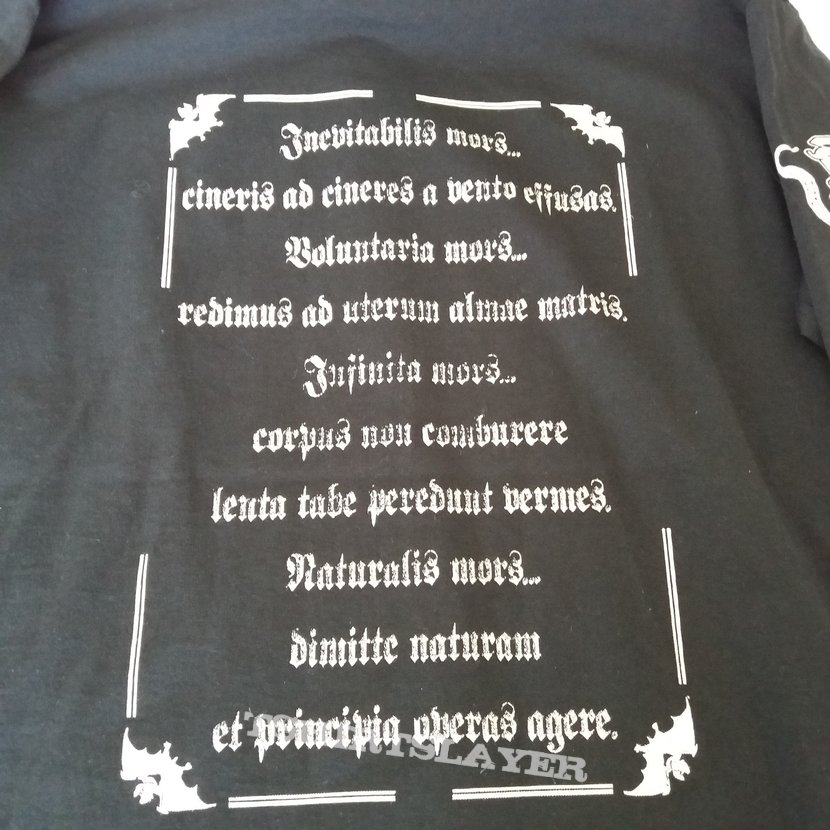 Inevitabilis mors...
cineris ad cineres a vento effusas.
Voluntaria mors...
redimus ad uterum almae matris.
Infinita mors...
corpus non comburere
lenta tabe peredunt vermes.
Naturalis mors...
dimitte naturam
et principia operas agere.
TSHIRTSLAYER